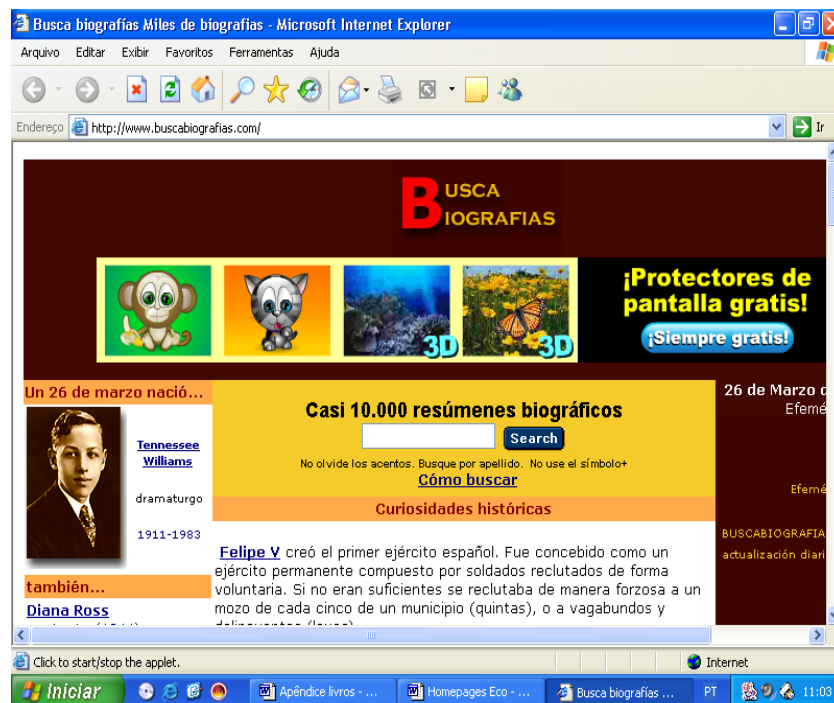 Busca biografías Miles de biografias - Microsoft Internet Explorer
Arquivo Editar Exibir Favoritos Ferramentas Ajuda
Endereço http://www.buscabiografias.com/ Ir
BUSCA
BIOGRAFIAS
¡Protectores de
pantalla gratis!
3D 3D ¡Siempre gratis!
Un 26 de marzo nació...
Tennessee
Williams
dramaturgo
1911-1983
también...
Diana Ross
Casi 10.000 resúmenes biográficos
Search
No olvide los acentos. Busque por apellido. No use el símbolo+
Cómo buscar
Curiosidades históricas
Felipe V creó el primer ejército español. Fue concebido como un
ejército permanente compuesto por soldados reclutados de forma
voluntaria. Si no eran suficientes se reclutaba de manera forzosa a un
mozo de cada cinco de un municipio (quintas), o a vagabundos y
26 de Marzo
Efemé
Efemé
BUSCABIOGRAFIA
actualización diari
Click to start/stop the applet. Internet
Iniciar Apêndice livros - ... Homepages Eco - ... Busca biografías ... PT 11:03